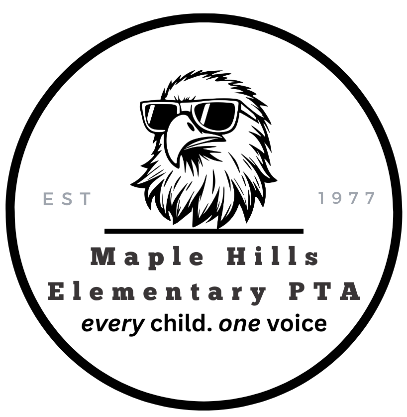 EST 1977
Maple Hills
Elementary PTA
every child. one voice